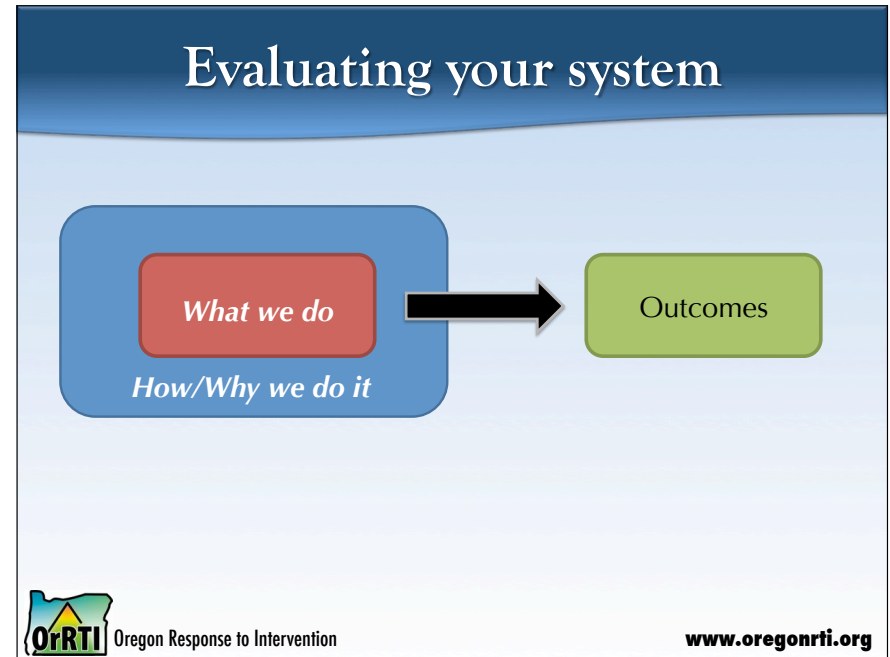 Evaluating your system
What we do
How/Why we do it
Outcomes
OrRTI Oregon Response to Intervention
www.oregonrti.org